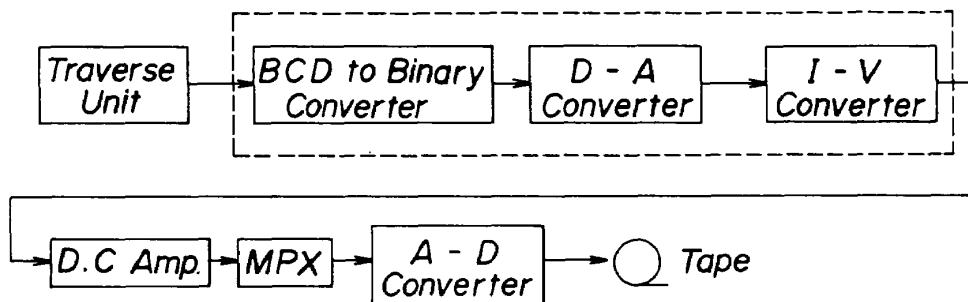 Traverse
Unit
BCD to Binary
Converter
D - A
Converter
I - V
Converter
D.C Amp.
MPX
A - D
Converter
Tape